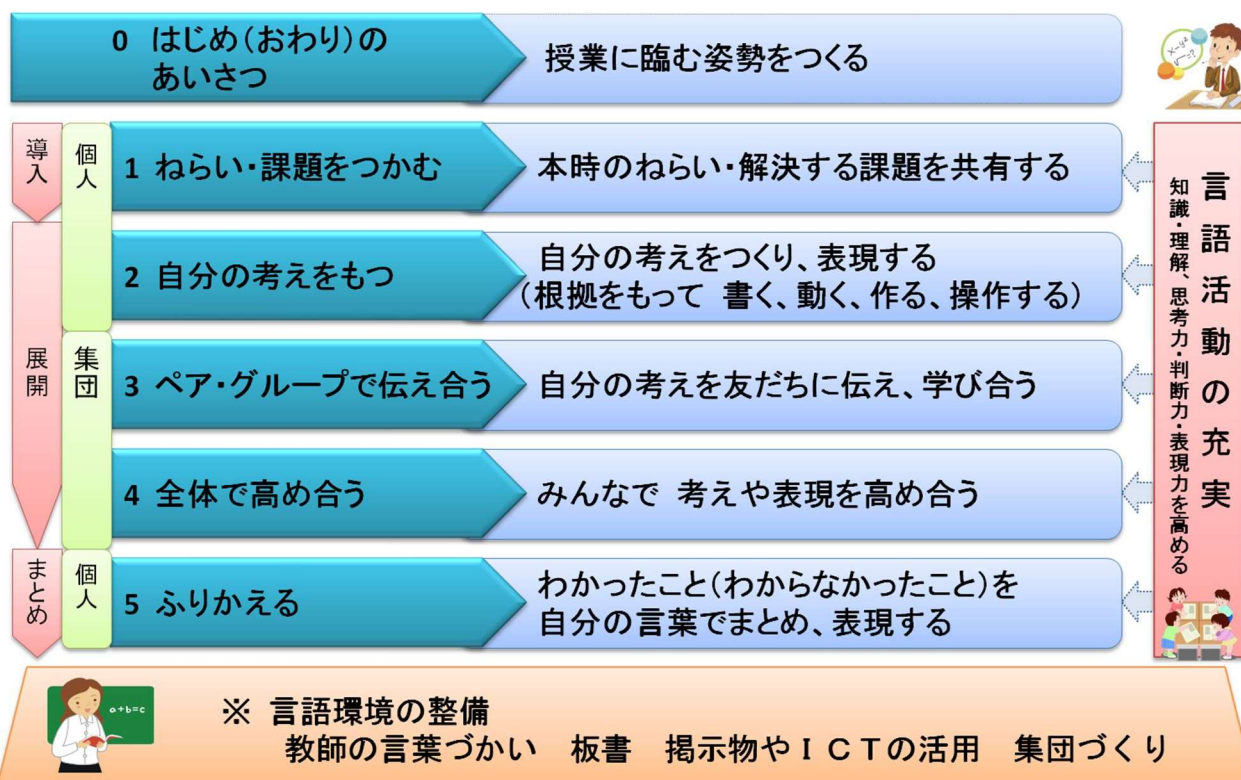 0 はじめ(おわり)の
あいさつ
授業に臨む姿勢をつくる
導入
個人
1 ねらい・課題をつかむ
本時のねらい・解決する課題を共有する
2 自分の考えをもつ
自分の考えをつくり、表現する
(根拠をもって 書く、動く、作る、操作する)
展開
集団
3 ペア・グループで伝え合う
自分の考えを友だちに伝え、学び合う
4 全体で高め合う
みんなで 考えや表現を高め合う
まとめ
個人
5 ふりかえる
わかったこと(わからなかったこと)を
自分の言葉でまとめ、表現する
言語活動の充実
知識・理解、思考力・判断力・表現力を高める
a+b=c
※ 言語環境の整備
教師の言葉づかい 板書 掲示物やICTの活用 集団づくり